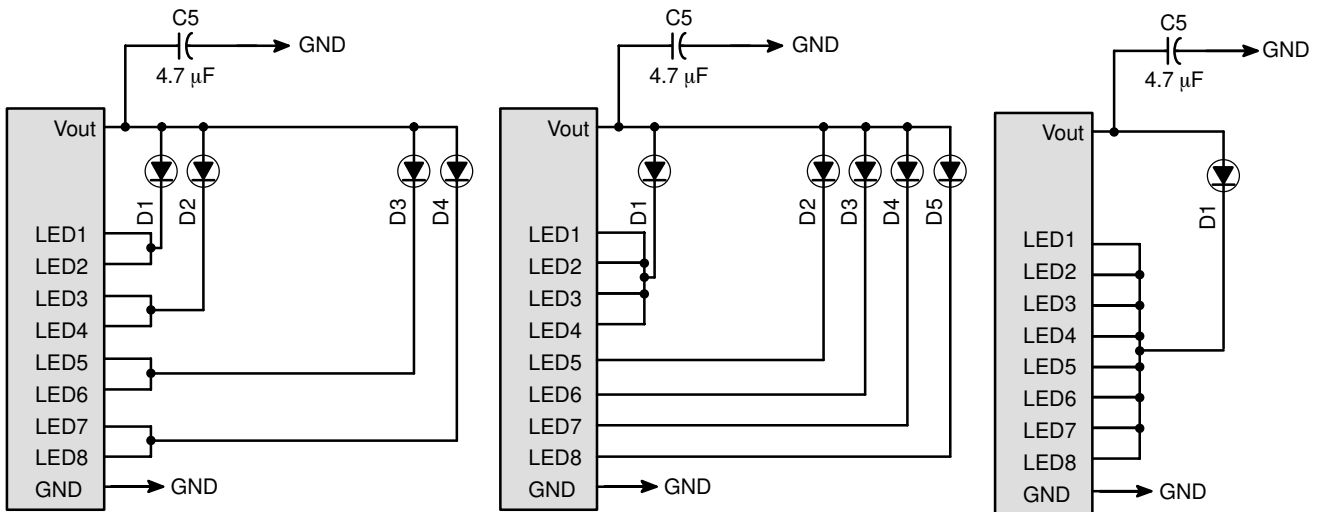 C5
GND
4.7 μF
Vout
D1
D2
D3
D4
LED1
LED2
LED3
LED4
LED5
LED6
LED7
LED8
GND
GND
C5
GND
4.7 μF
Vout
D1
D2
D3
D4
D5
LED1
LED2
LED3
LED4
LED5
LED6
LED7
LED8
GND
GND
C5
GND
4.7 μF
Vout
D1
LED1
LED2
LED3
LED4
LED5
LED6
LED7
LED8
GND
GND